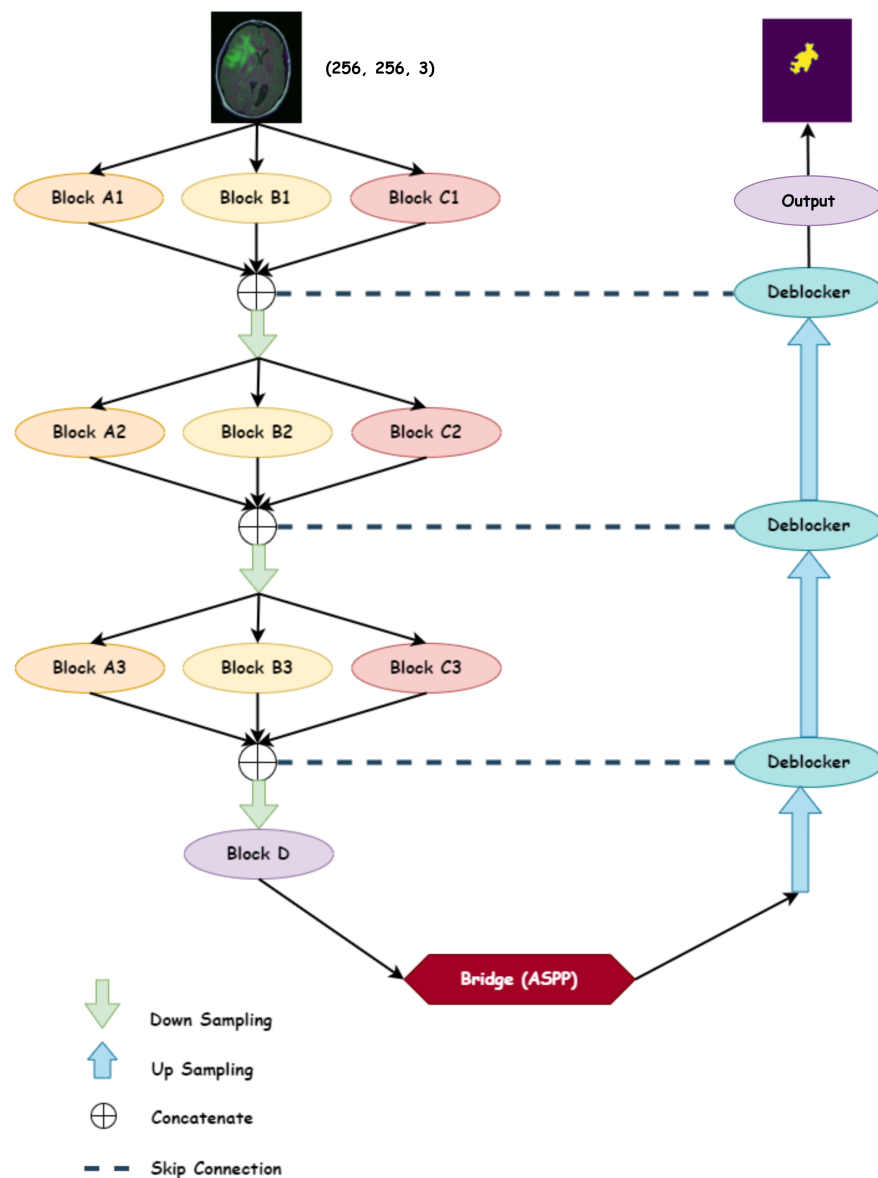 (256, 256, 3)
Block A1
Block B1
Block C1
Output
Deblocker
Block A2
Block B2
Block C2
Deblocker
Block A3
Block B3
Block C3
Deblocker
Block D
Bridge (ASPP)
Down Sampling
Up Sampling
Concatenate
Skip Connection